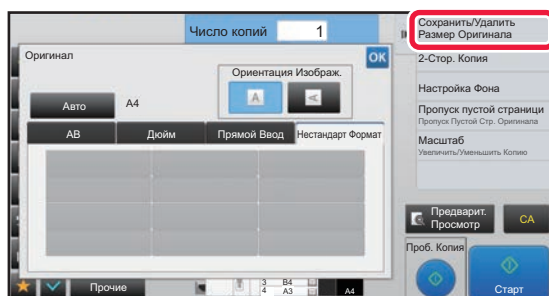 Число копий 1
Сохранить/Удалить
Размер Оригинала
Оригинал
OK
2-Стор. Копия
Ориентация Изображ.
A A
Настройка Фона
Авто A4
Пропуск пустой страници
Пропуск Пустой Стр. Оригинала
AB Дюйм Прямой Ввод Нестандарт Формат
Масштаб
Увеличить/Уменьшить Копию
Предварит.
Просмотр
CA
Проб. Копия
Прочие
3 B4
4 A3
A4
Старт